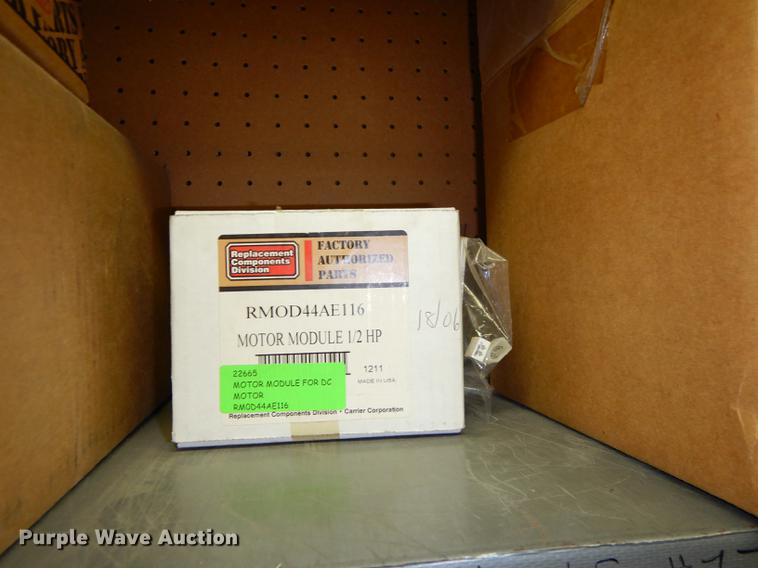 Replacement
Components
Division
FACTORY
AUTHORIZED
PARTS
RMOD44AE116
MOTOR MODULE 1/2 HP
18/06
1211
MADE IN USA
22665
MOTOR MODULE FOR DC
MOTOR
RMOD44AE116
Replacement Components Division • Carrier Corporation
Purple Wave Auction